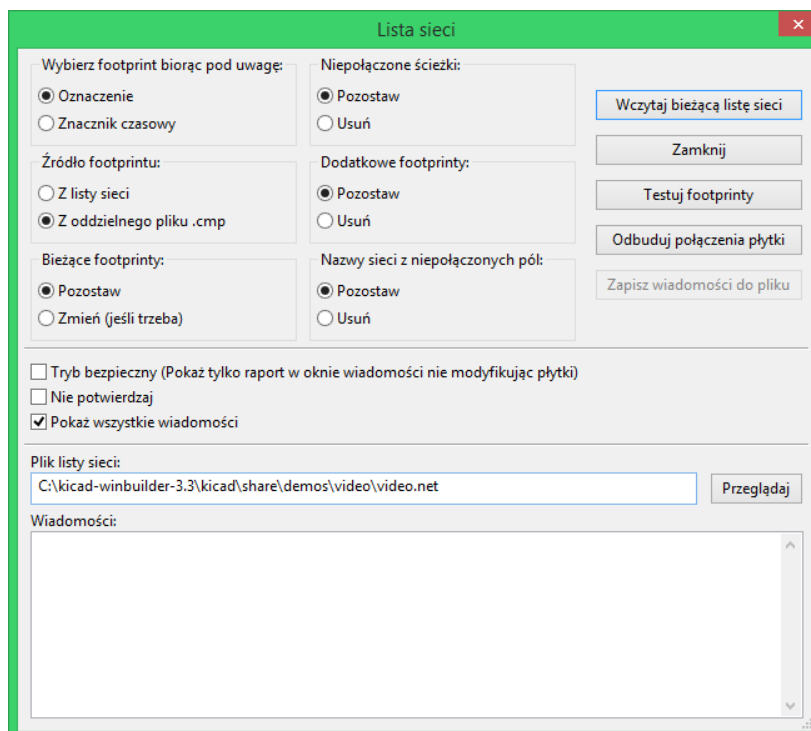 Lista sieci
Wybierz footprint biorąc pod uwagę:
Oznaczenie
Znacznik czasowy
Niepołączone ścieżki:
Pozostaw
Usuń
Źródło footprintu:
Z listy sieci
Z oddzielnego pliku .cmp
Dodatkowe footprinty:
Pozostaw
Usuń
Bieżące footprinty:
Pozostaw
Zmień (jeśli trzeba)
Nazwy sieci z niepołączonych pól:
Pozostaw
Usuń
Wczytaj bieżącą listę sieci
Zamknij
Testuj footprinty
Odbuduj połączenia płytki
Zapisz wiadomości do pliku
Tryb bezpieczny (Pokaż tylko raport w oknie wiadomości nie modyfikując płytki)
Nie potwierdzaj
Pokaż wszystkie wiadomości
Plik listy sieci:
C:\kicad-winbuilder-3.3\kicad\share\demos\video\video.net
Przeglądaj
Wiadomości: